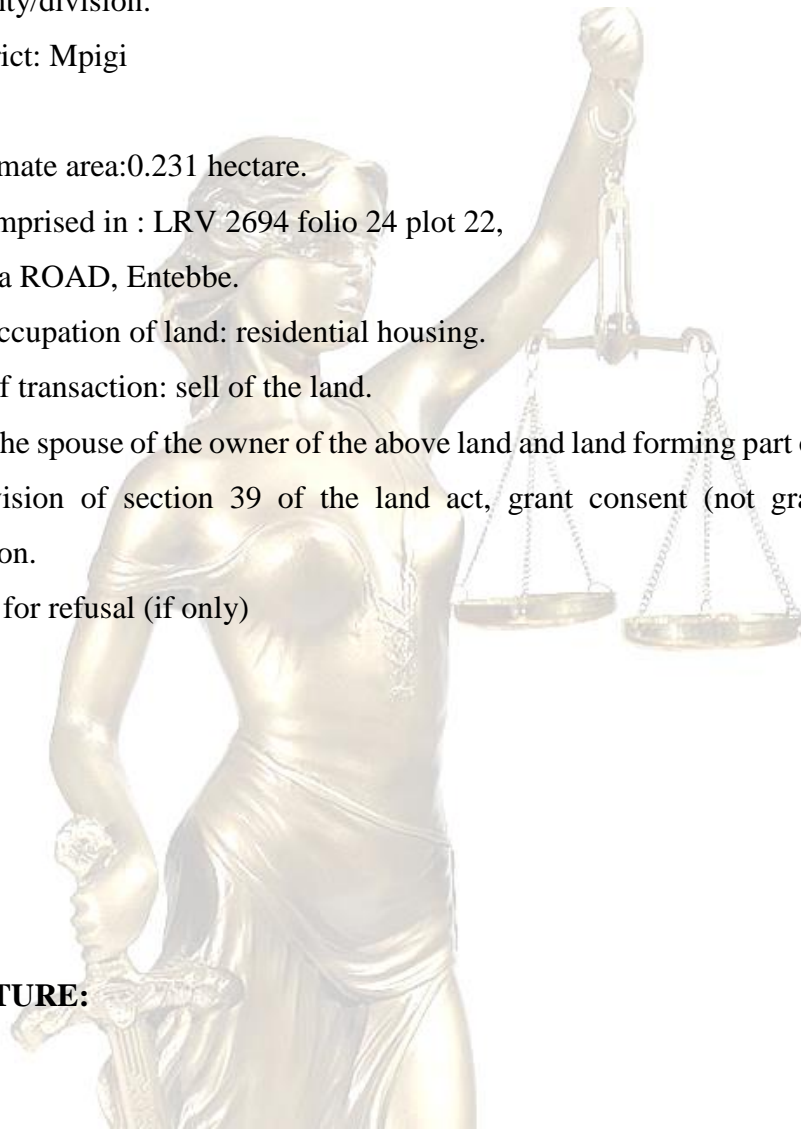 ity/division.
rict: Mpigi
mate area:0.231 hectare.
mprised in : LRV 2694 folio 24 plot 22,
a ROAD, Entebbe.
ccupation of land: residential housing.
f transaction: sell of the land.
he spouse of the owner of the above land and land forming part
vision of section 39 of the land act, grant consent (not gra
on.
for refusal (if only)
TURE: